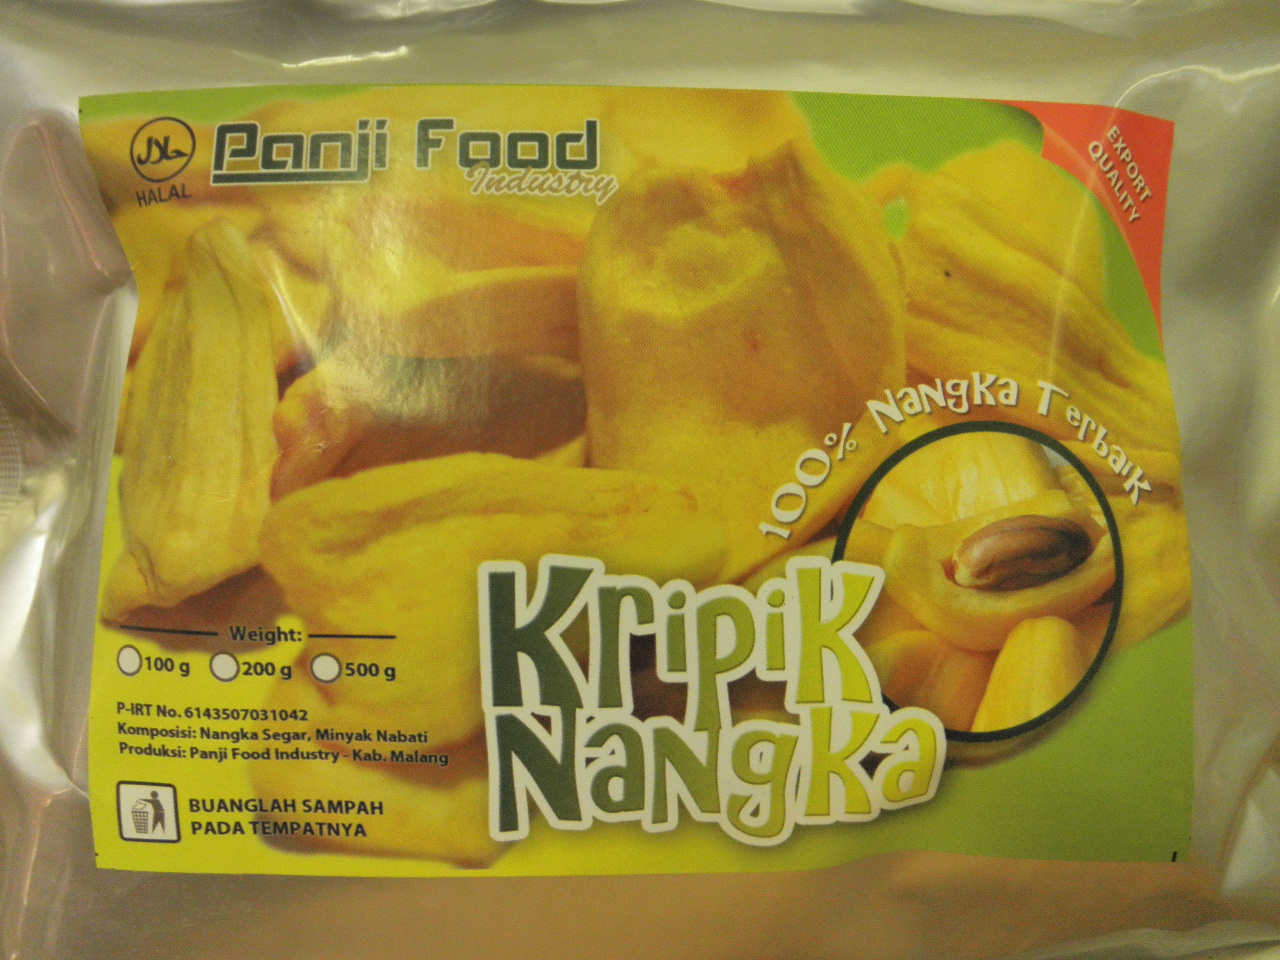 حلال
HALAL
Panji Food
Industry
EXPORT
QUALITY
100% Nangka Terbaik
Kripik
Nangka
Weight:
100 g 200 g 500 g
P-IRT No. 6143507031042
Komposisi: Nangka Segar, Minyak Nabati
Produksi: Panji Food Industry - Kab. Malang
BUANGLAH SAMPAH
PADA TEMPATNYA